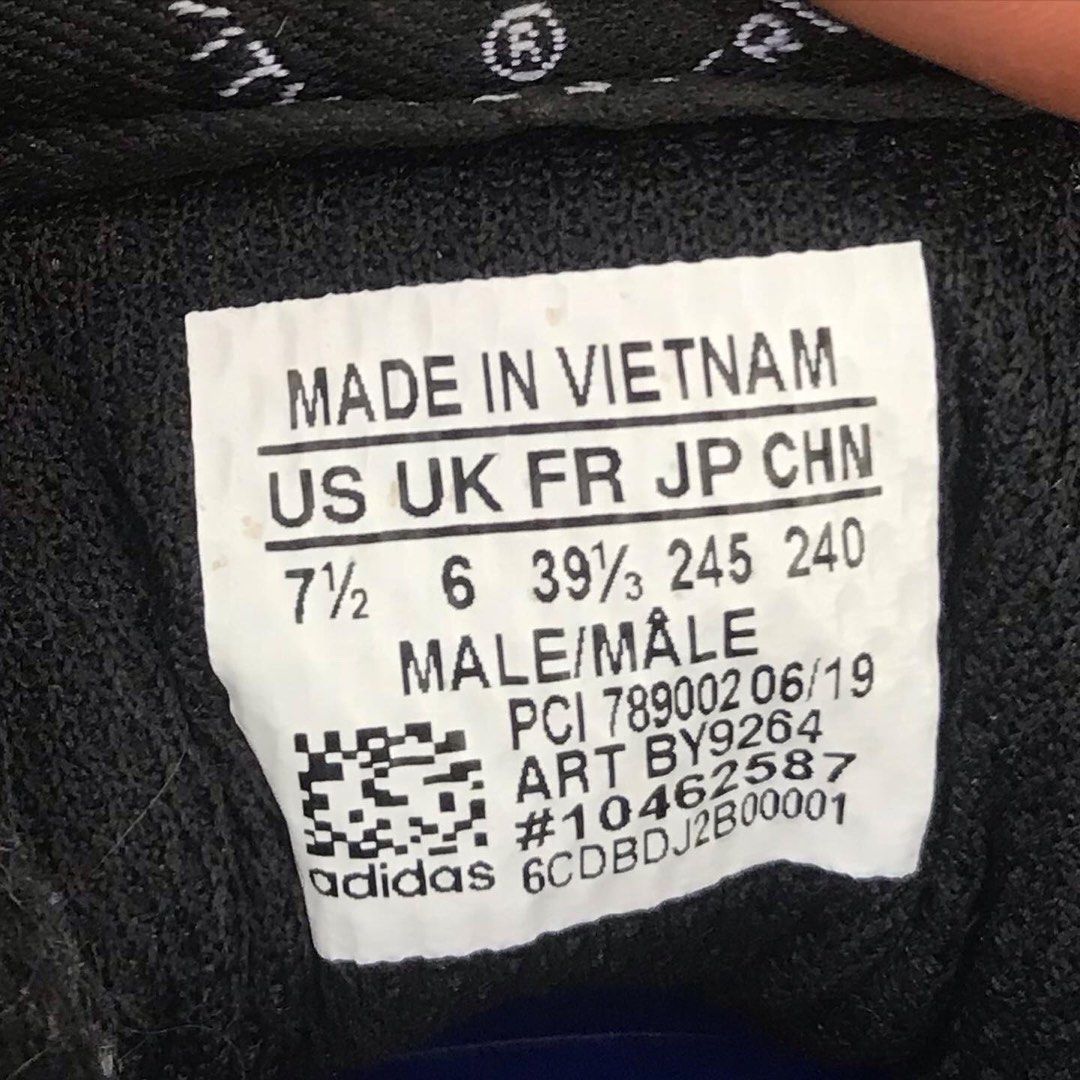 ®
MADE IN VIETNAM
US UK FR JP CHN
7½ 6 39⅓ 245 240
MALE/MÂLE
PCI 789002 06/19
ART BY9264
#10462587
adidas 6CDBDJ2B00001